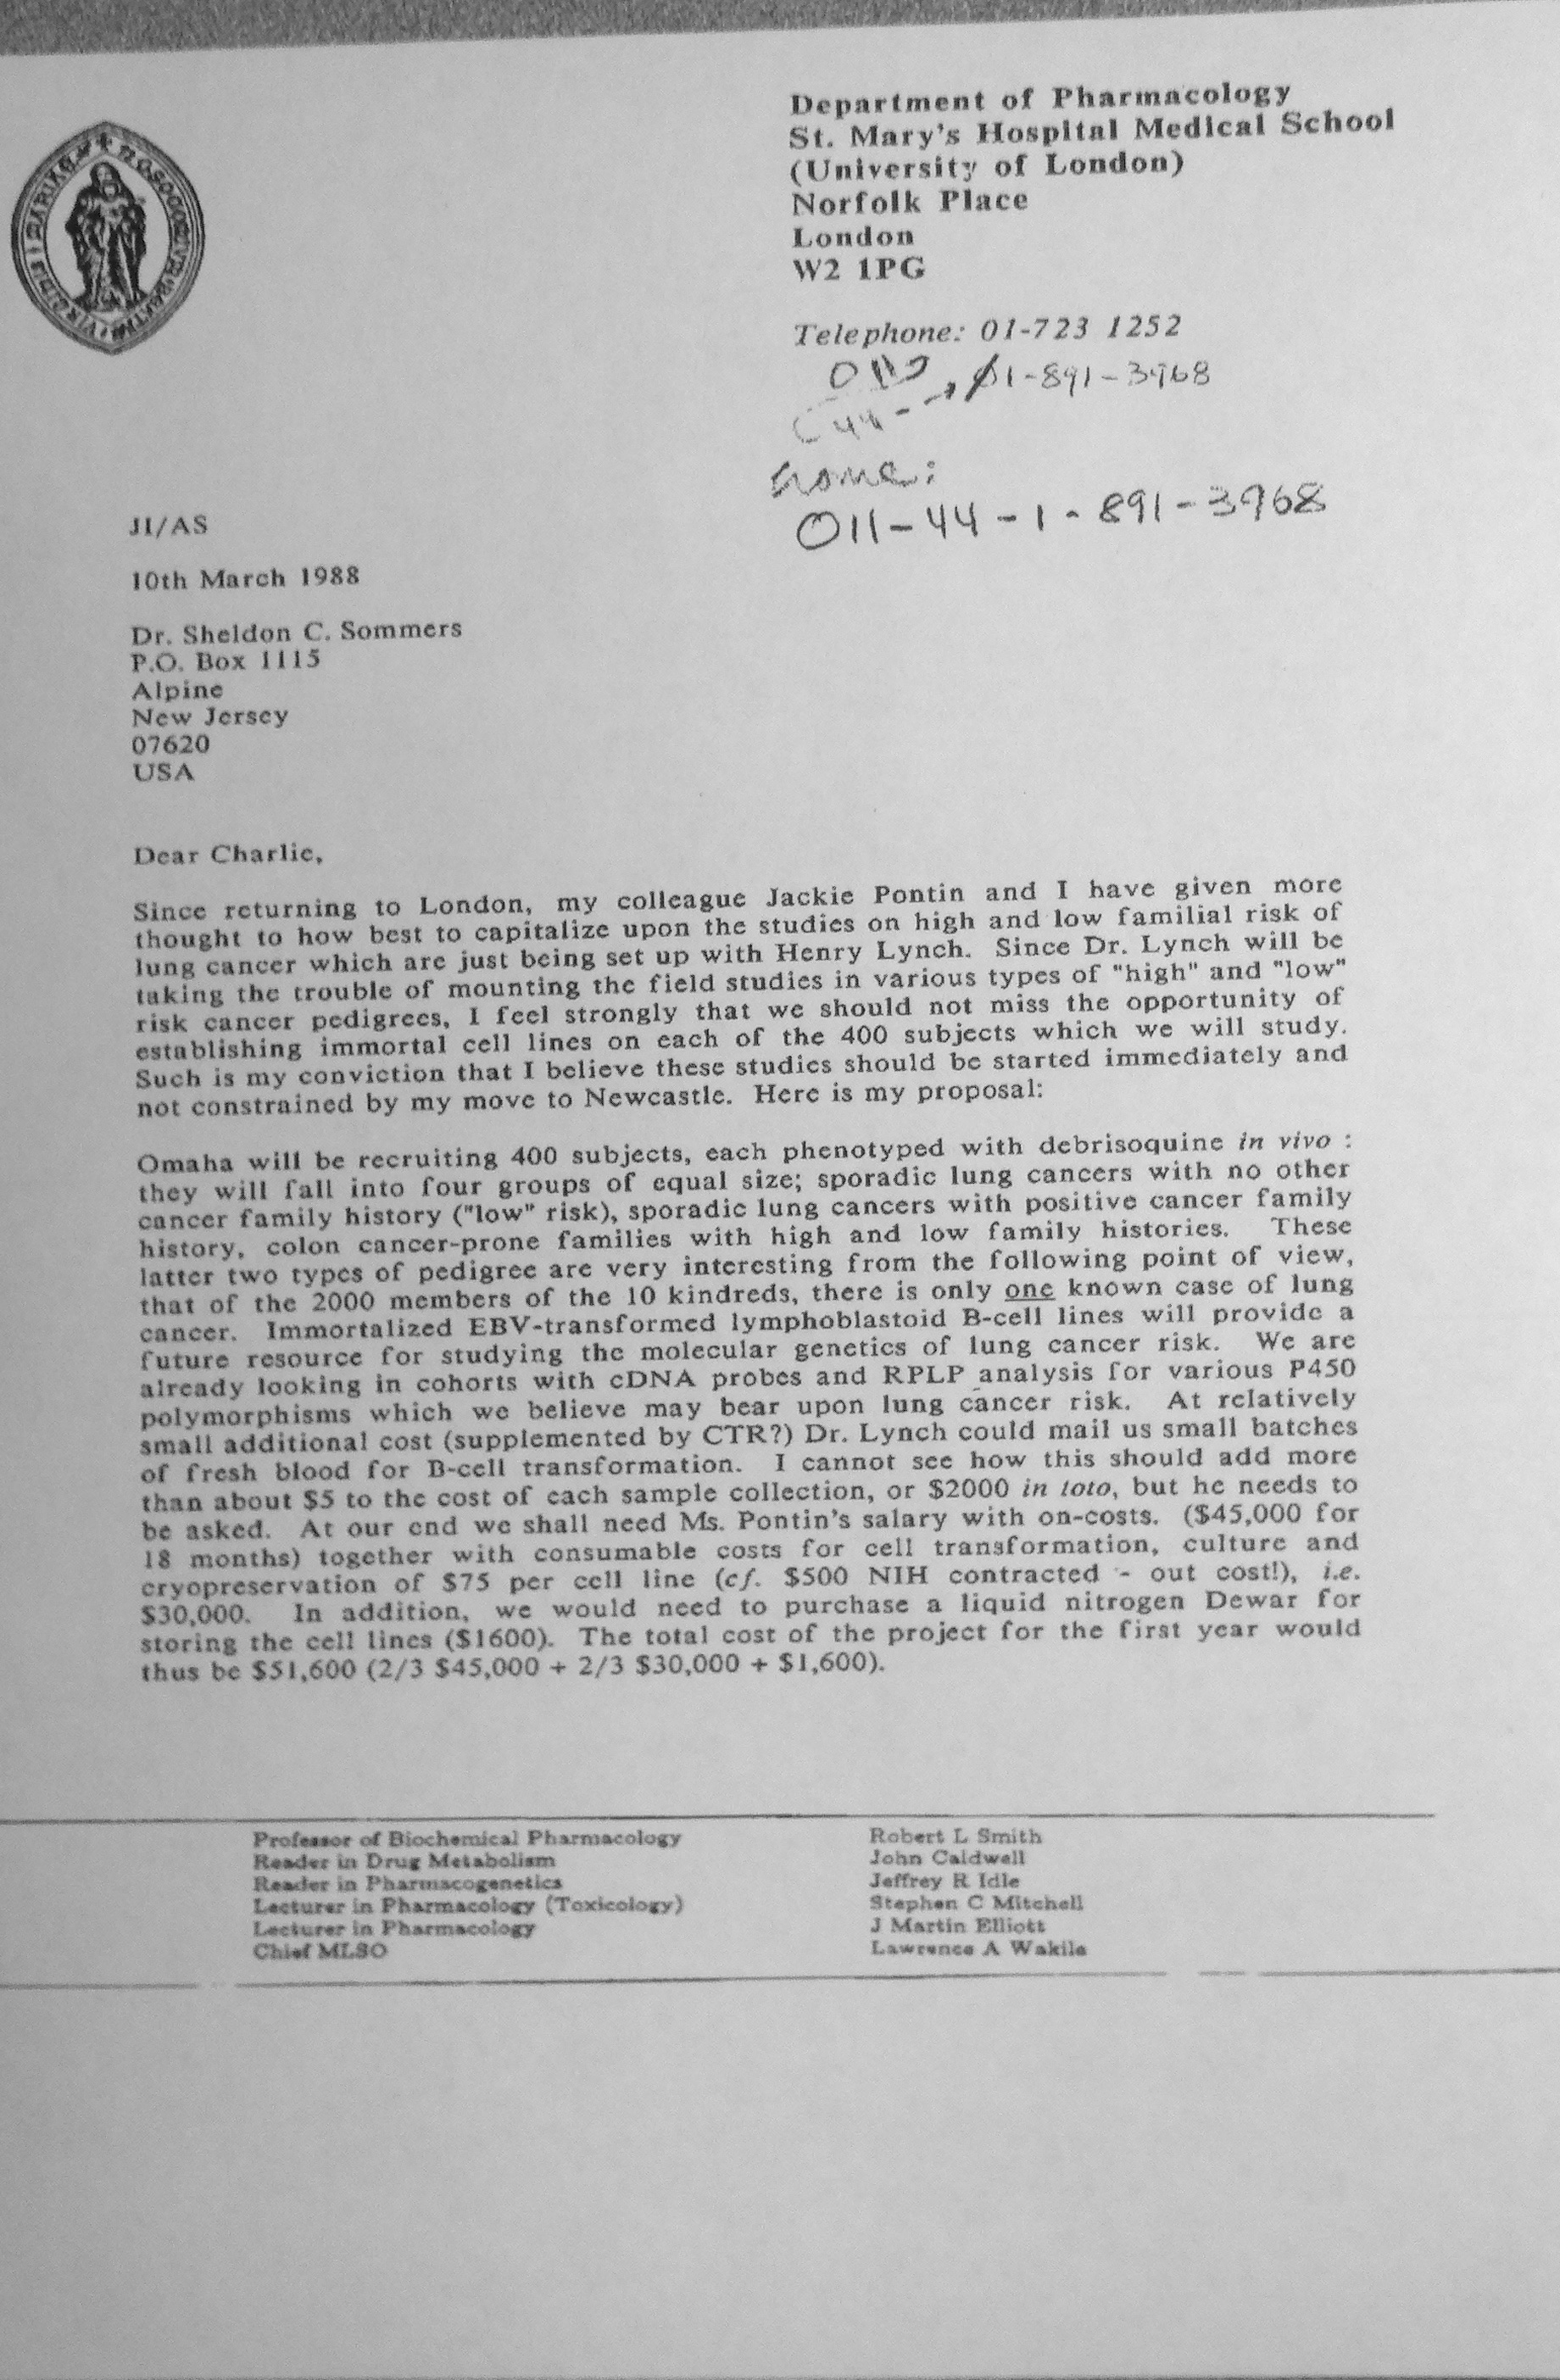 Department of Pharmacology
St. Mary's Hospital Medical School
(University of London)
Norfolk Place
London
W2 1PG
Telephone: 01-723 1252
01-891-3968
44-
home:
011-44-1-891-3968
JI/AS
10th March 1988
Dr. Sheldon C. Sommers
P.O. Box 1115
Alpine
New Jersey
07620
USA
Dear Charlie,
Since returning to London, my colleague Jackie Pontin and I have given more
thought to how best to capitalize upon the studies on high and low familial risk of
lung cancer which are just being set up with Henry Lynch. Since Dr. Lynch will be
taking the trouble of mounting the field studies in various types of "high" and "low"
risk cancer pedigrees, I feel strongly that we should not miss the opportunity of
establishing immortal cell lines on each of the 400 subjects which we will study.
Such is my conviction that I believe these studies should be started immediately and
not constrained by my move to Newcastle. Here is my proposal:
Omaha will be recruiting 400 subjects, each phenotyped with debrisoquine in vivo :
they will fall into four groups of equal size; sporadic lung cancers with no other
cancer family history ("low" risk), sporadic lung cancers with positive cancer family
history, colon cancer-prone families with high and low family histories. These
latter two types of pedigree are very interesting from the following point of view,
that of the 2000 members of the 10 kindreds, there is only one known case of lung
cancer. Immortalized EBV-transformed lymphoblastoid B-cell lines will provide a
future resource for studying the molecular genetics of lung cancer risk. We are
already looking in cohorts with cDNA probes and RPLP analysis for various P450
polymorphisms which we believe may bear upon lung cancer risk. At relatively
small additional cost (supplemented by CTR?) Dr. Lynch could mail us small batches
of fresh blood for B-cell transformation. I cannot see how this should add more
than about $5 to the cost of each sample collection, or $2000 in toto, but he needs to
be asked. At our end we shall need Ms. Pontin's salary with on-costs. ($45,000 for
18 months) together with consumable costs for cell transformation, culture and
cryopreservation of $75 per cell line (cf. $500 NIH contracted - out cost!), i.e.
$30,000. In addition, we would need to purchase a liquid nitrogen Dewar for
storing the cell lines ($1600). The total cost of the project for the first year would
thus be $51,600 (2/3 $45,000 + 2/3 $30,000 + $1,600).
Professor of Biochemical Pharmacology Robert L Smith
Reader in Drug Metabolism John Caldwell
Reader in Pharmacogenetics Jeffrey R Idle
Lecturer in Pharmacology (Toxicology) Stephen C Mitchell
Lecturer in Pharmacology J Martin Elliott
Chief MLSO Lawrence A Wakile